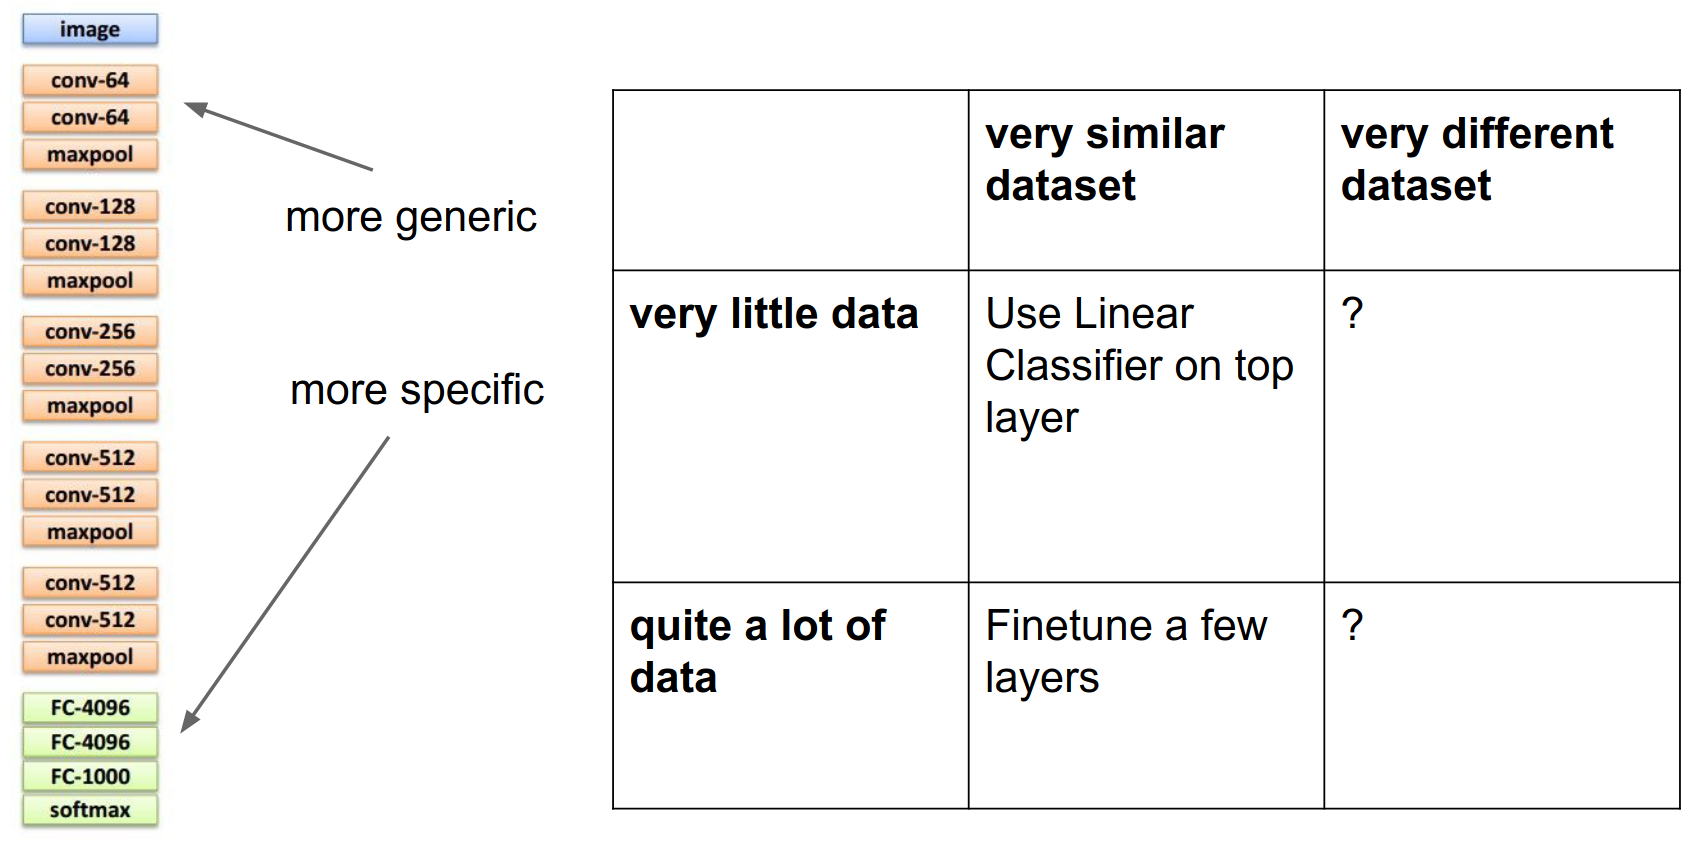 image
conv-64
conv-64
maxpool
conv-128
conv-128
maxpool
conv-256
conv-256
maxpool
conv-512
conv-512
maxpool
conv-512
conv-512
maxpool
FC-4096
FC-4096
FC-1000
softmax
more generic
more specific
very similar
dataset
very different
dataset
very little data
Use Linear
Classifier on top
layer
?
quite a lot of
data
Finetune a few
layers
?